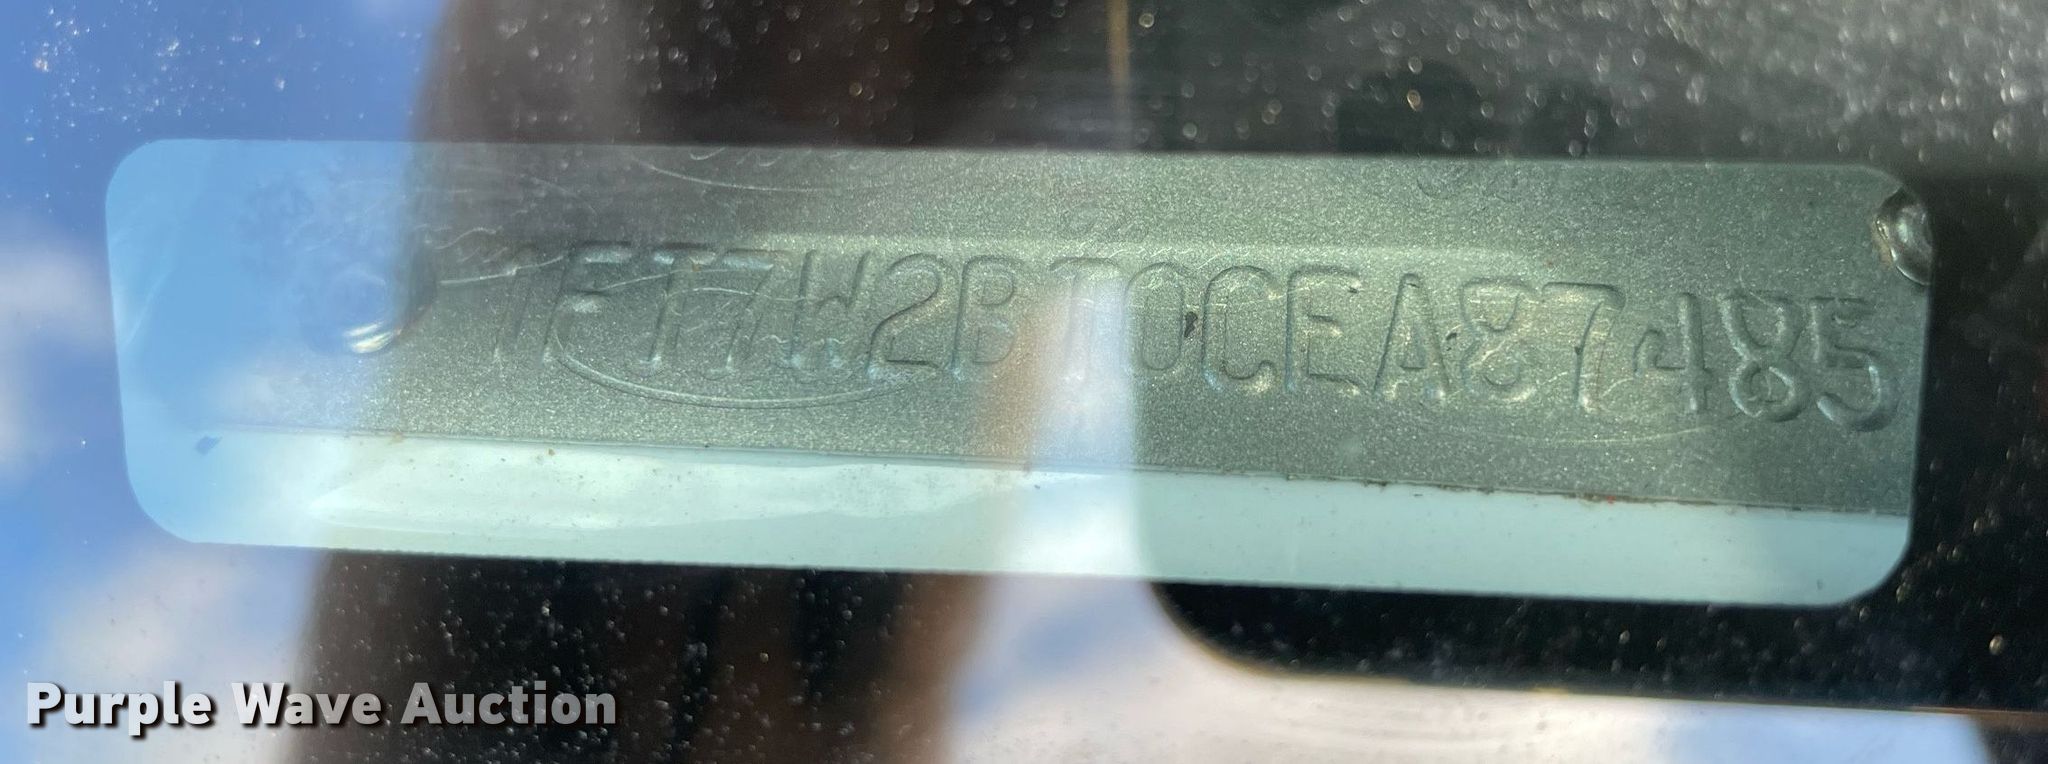 1FT7W2BT0CEA87485
Purple Wave Auction